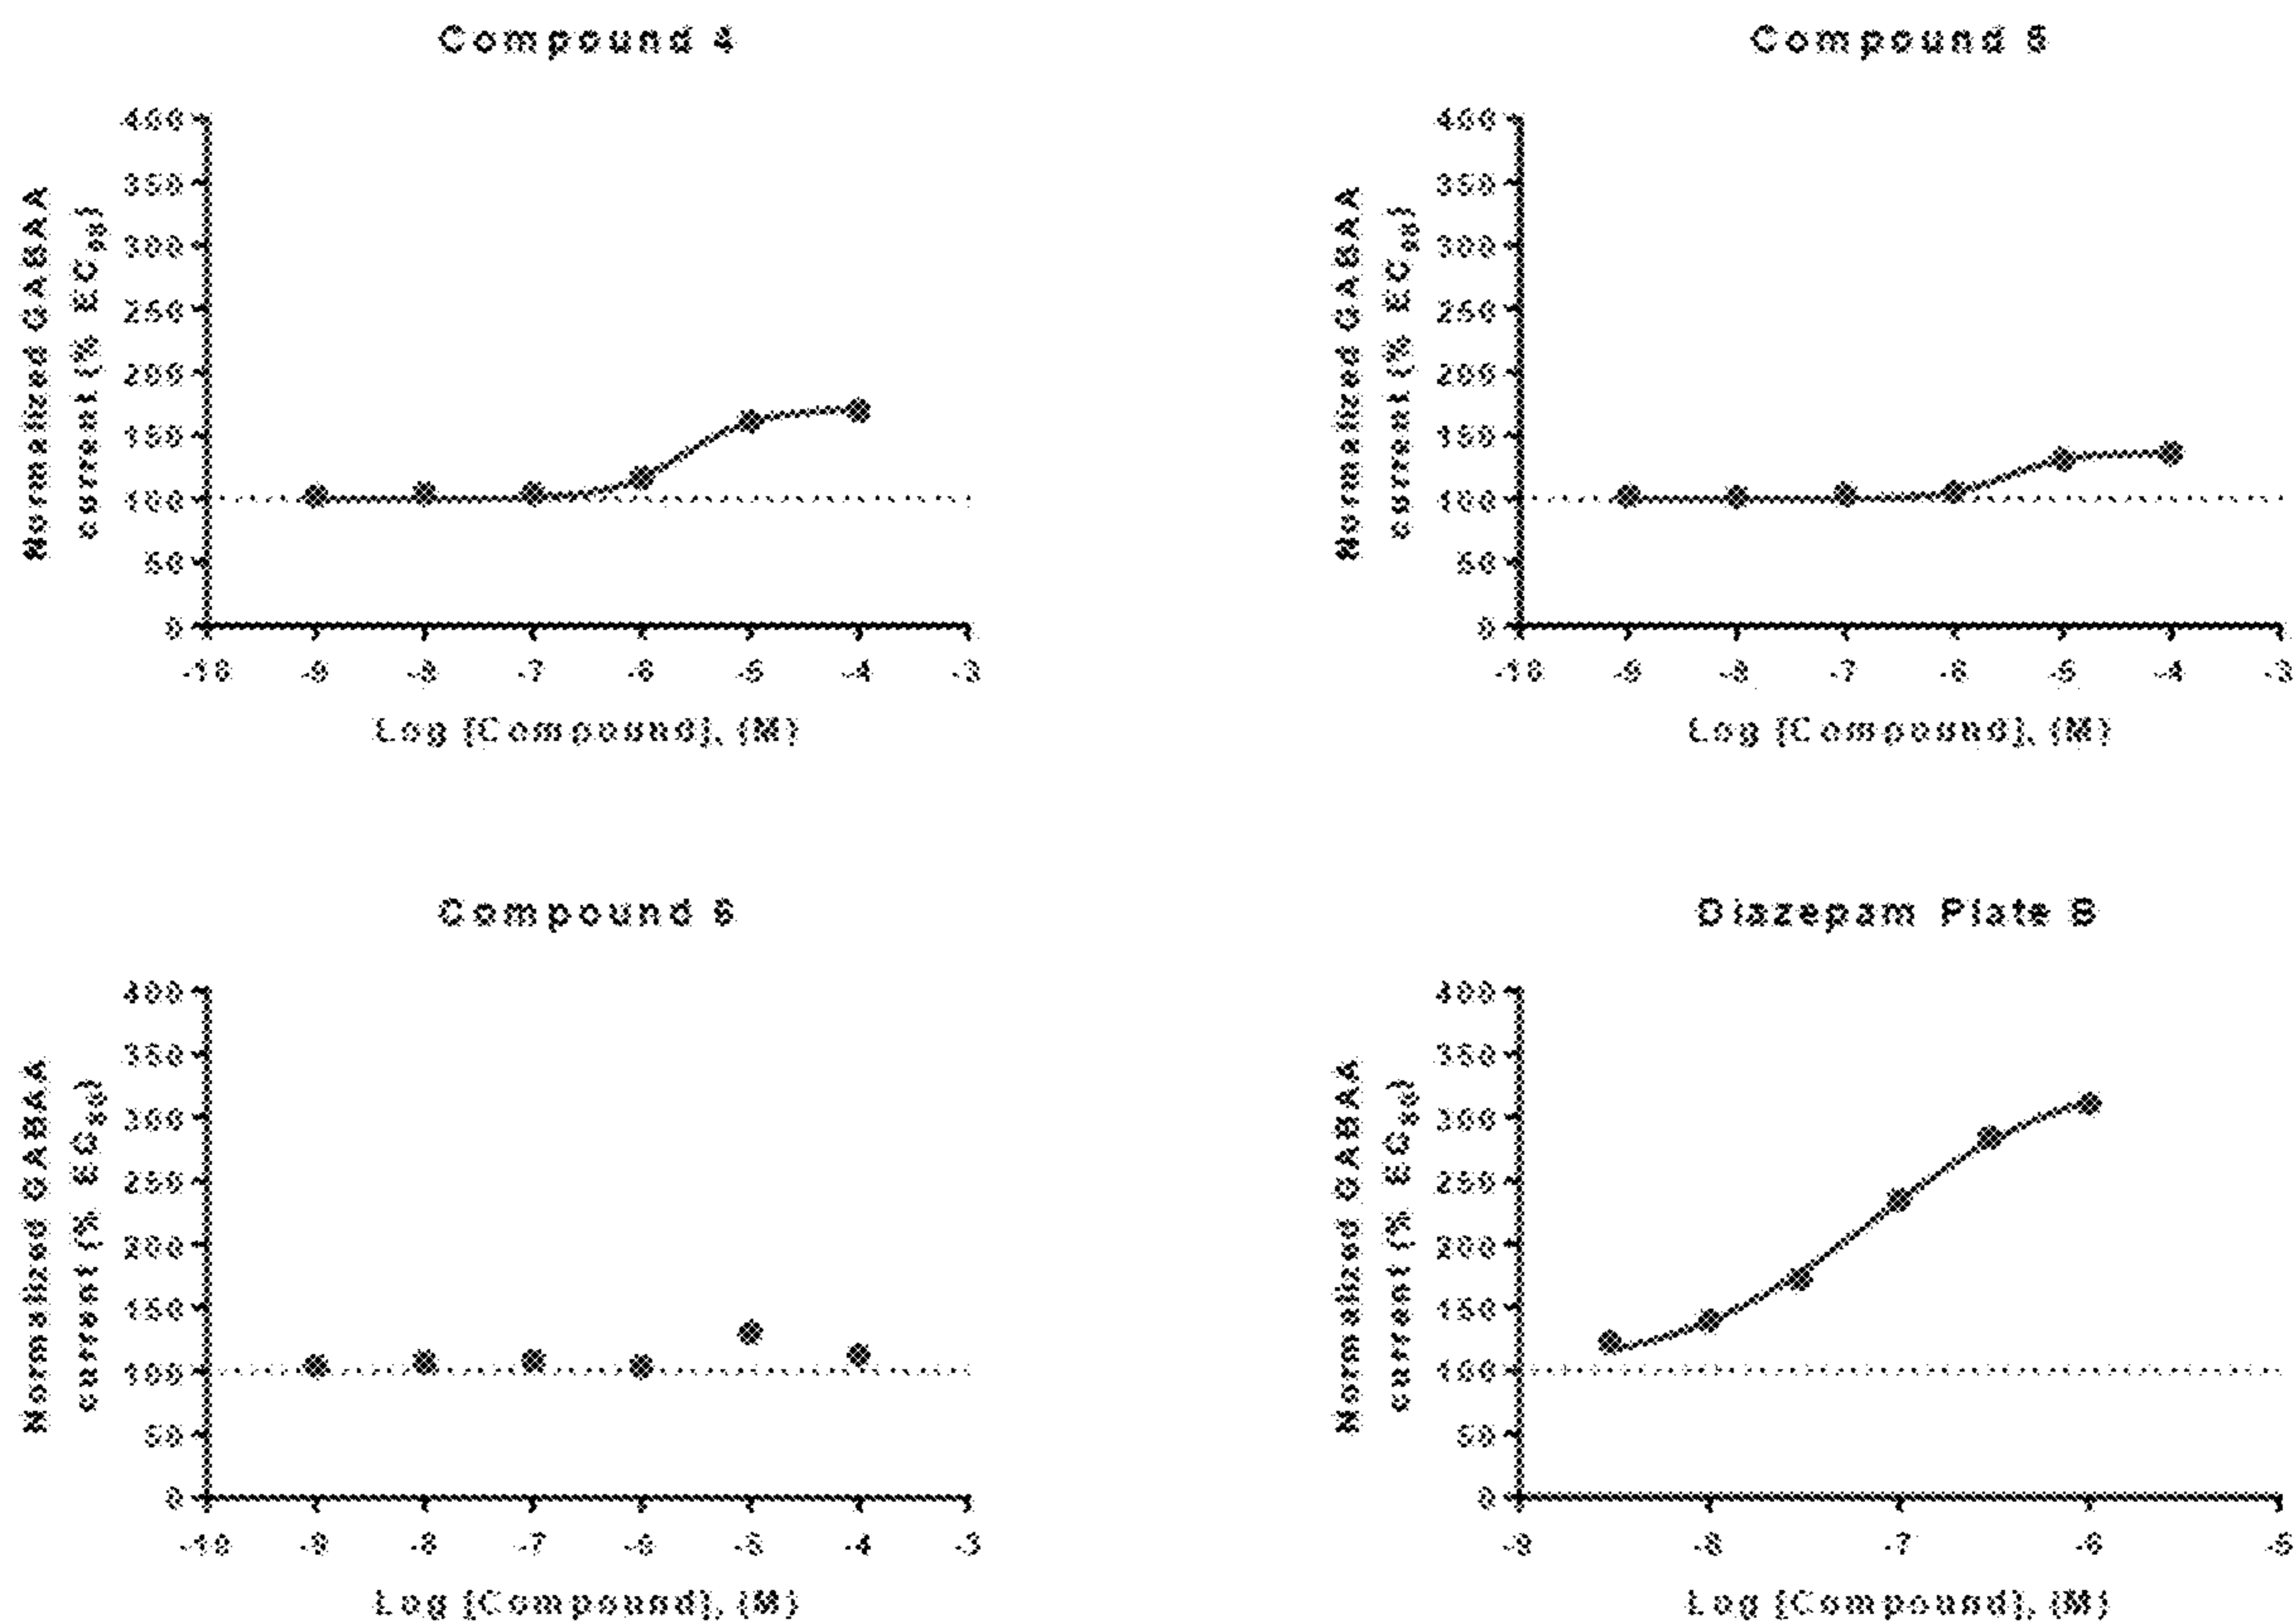 Compound 4
Normalized GABAA
current (% EC
400
350
300
250
200
150
100
50
0
-10 -9 -8 -7 -6 -5 -4 -3
Log [Compound], (M)
Compound 5
Normalized GABAA
current (% EC
400
350
300
250
200
150
100
50
0
-10 -9 -8 -7 -6 -5 -4 -3
Log [Compound], (M)
Compound 6
Normalized GABAA
current (% EC
400
350
300
250
200
150
100
50
0
-10 -9 -8 -7 -6 -5 -4 -3
Log [Compound], (M)
Diazepam Plate B
Normalized GABAA
current (% EC
400
350
300
250
200
150
100
50
0
-9 -8 -7 -6 -5
Log [Compound], (M)